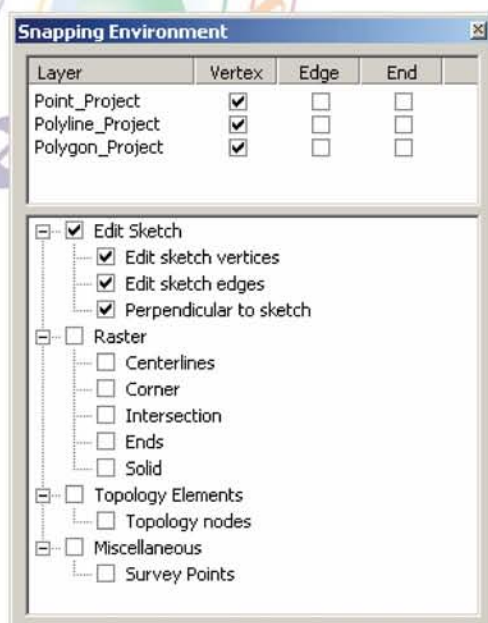 Snapping Environment
Layer Vertex Edge End
Point_Project
Polyline_Project
Polygon_Project
Edit Sketch
Edit sketch vertices
Edit sketch edges
Perpendicular to sketch
Raster
Centerlines
Corner
Intersection
Ends
Solid
Topology Elements
Topology nodes
Miscellaneous
Survey Points